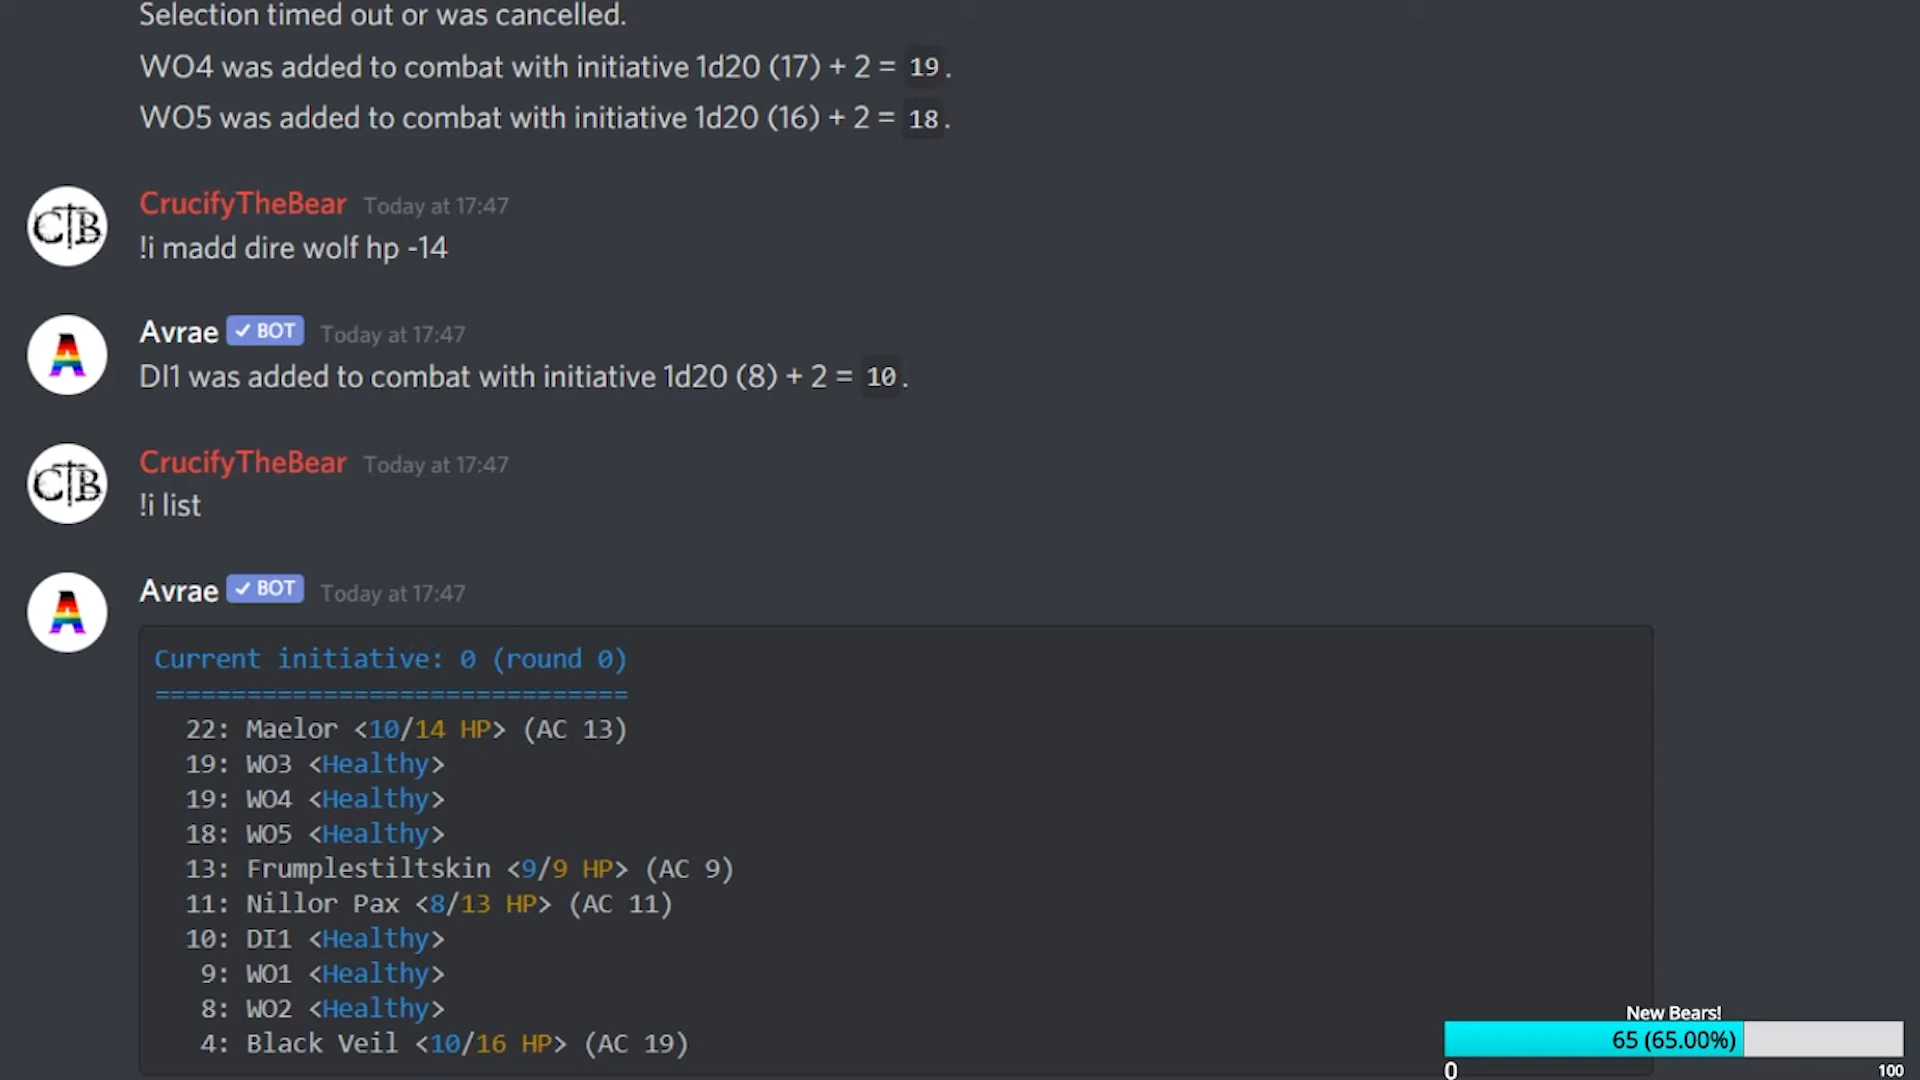 Selection timed out or was cancelled.
WO4 was added to combat with initiative 1d20 (17) + 2 = 19.
WO5 was added to combat with initiative 1d20 (16) + 2 = 18.
CTB
CrucifyTheBear Today at 17:47
!i madd dire wolf hp -14
A
Avrae ✓ BOT Today at 17:47
DI1 was added to combat with initiative 1d20 (8) + 2 = 10.
CTB
CrucifyTheBear Today at 17:47
!i list
A
Avrae ✓ BOT Today at 17:47
Current initiative: 0 (round 0)
===============================
22: Maelor <10/14 HP> (AC 13)
19: WO3 <Healthy>
19: WO4 <Healthy>
18: WO5 <Healthy>
13: Frumplestiltskin <9/9 HP> (AC 9)
11: Nillor Pax <8/13 HP> (AC 11)
10: DI1 <Healthy>
9: WO1 <Healthy>
8: WO2 <Healthy>
4: Black Veil <10/16 HP> (AC 19)
New Bears!
65 (65.00%)
0 100